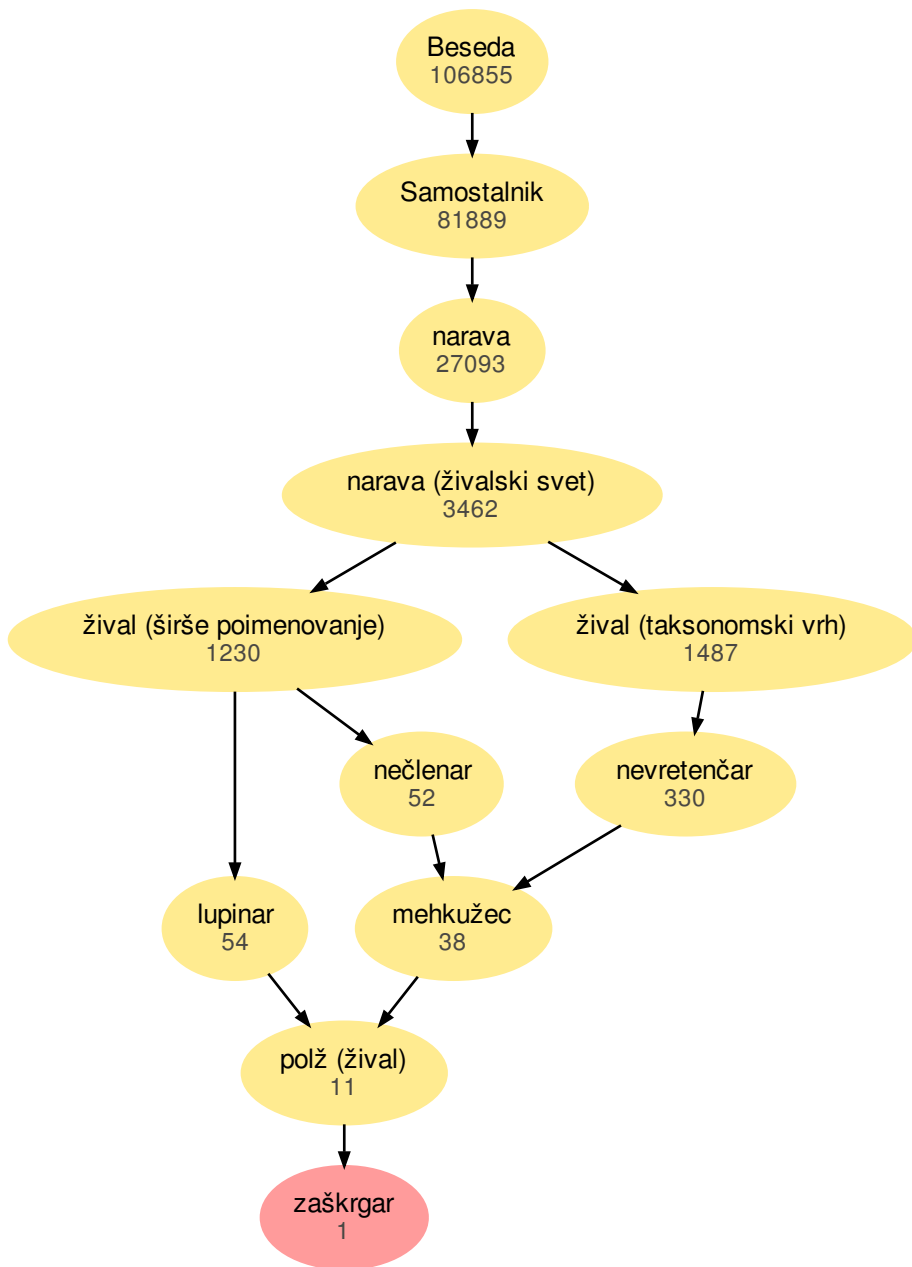 Beseda
106855
Samostalnik
81889
narava
27093
narava (živalski svet)
3462
žival (širše poimenovanje)
1230
žival (taksonomski vrh)
1487
nečlenar
52
nevretenčar
330
lupinar
54
mehkužec
38
polž (žival)
11
zaškrgar
1